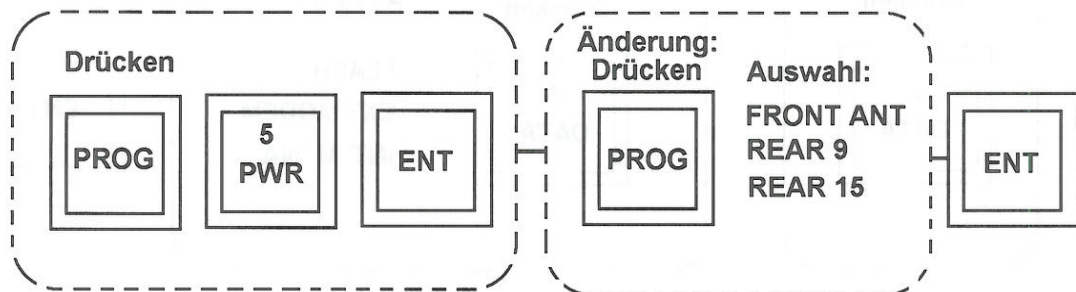 Drücken
PROG
5
PWR
ENT
Änderung:
Drücken
PROG
Auswahl:
FRONT ANT
REAR 9
REAR 15
ENT